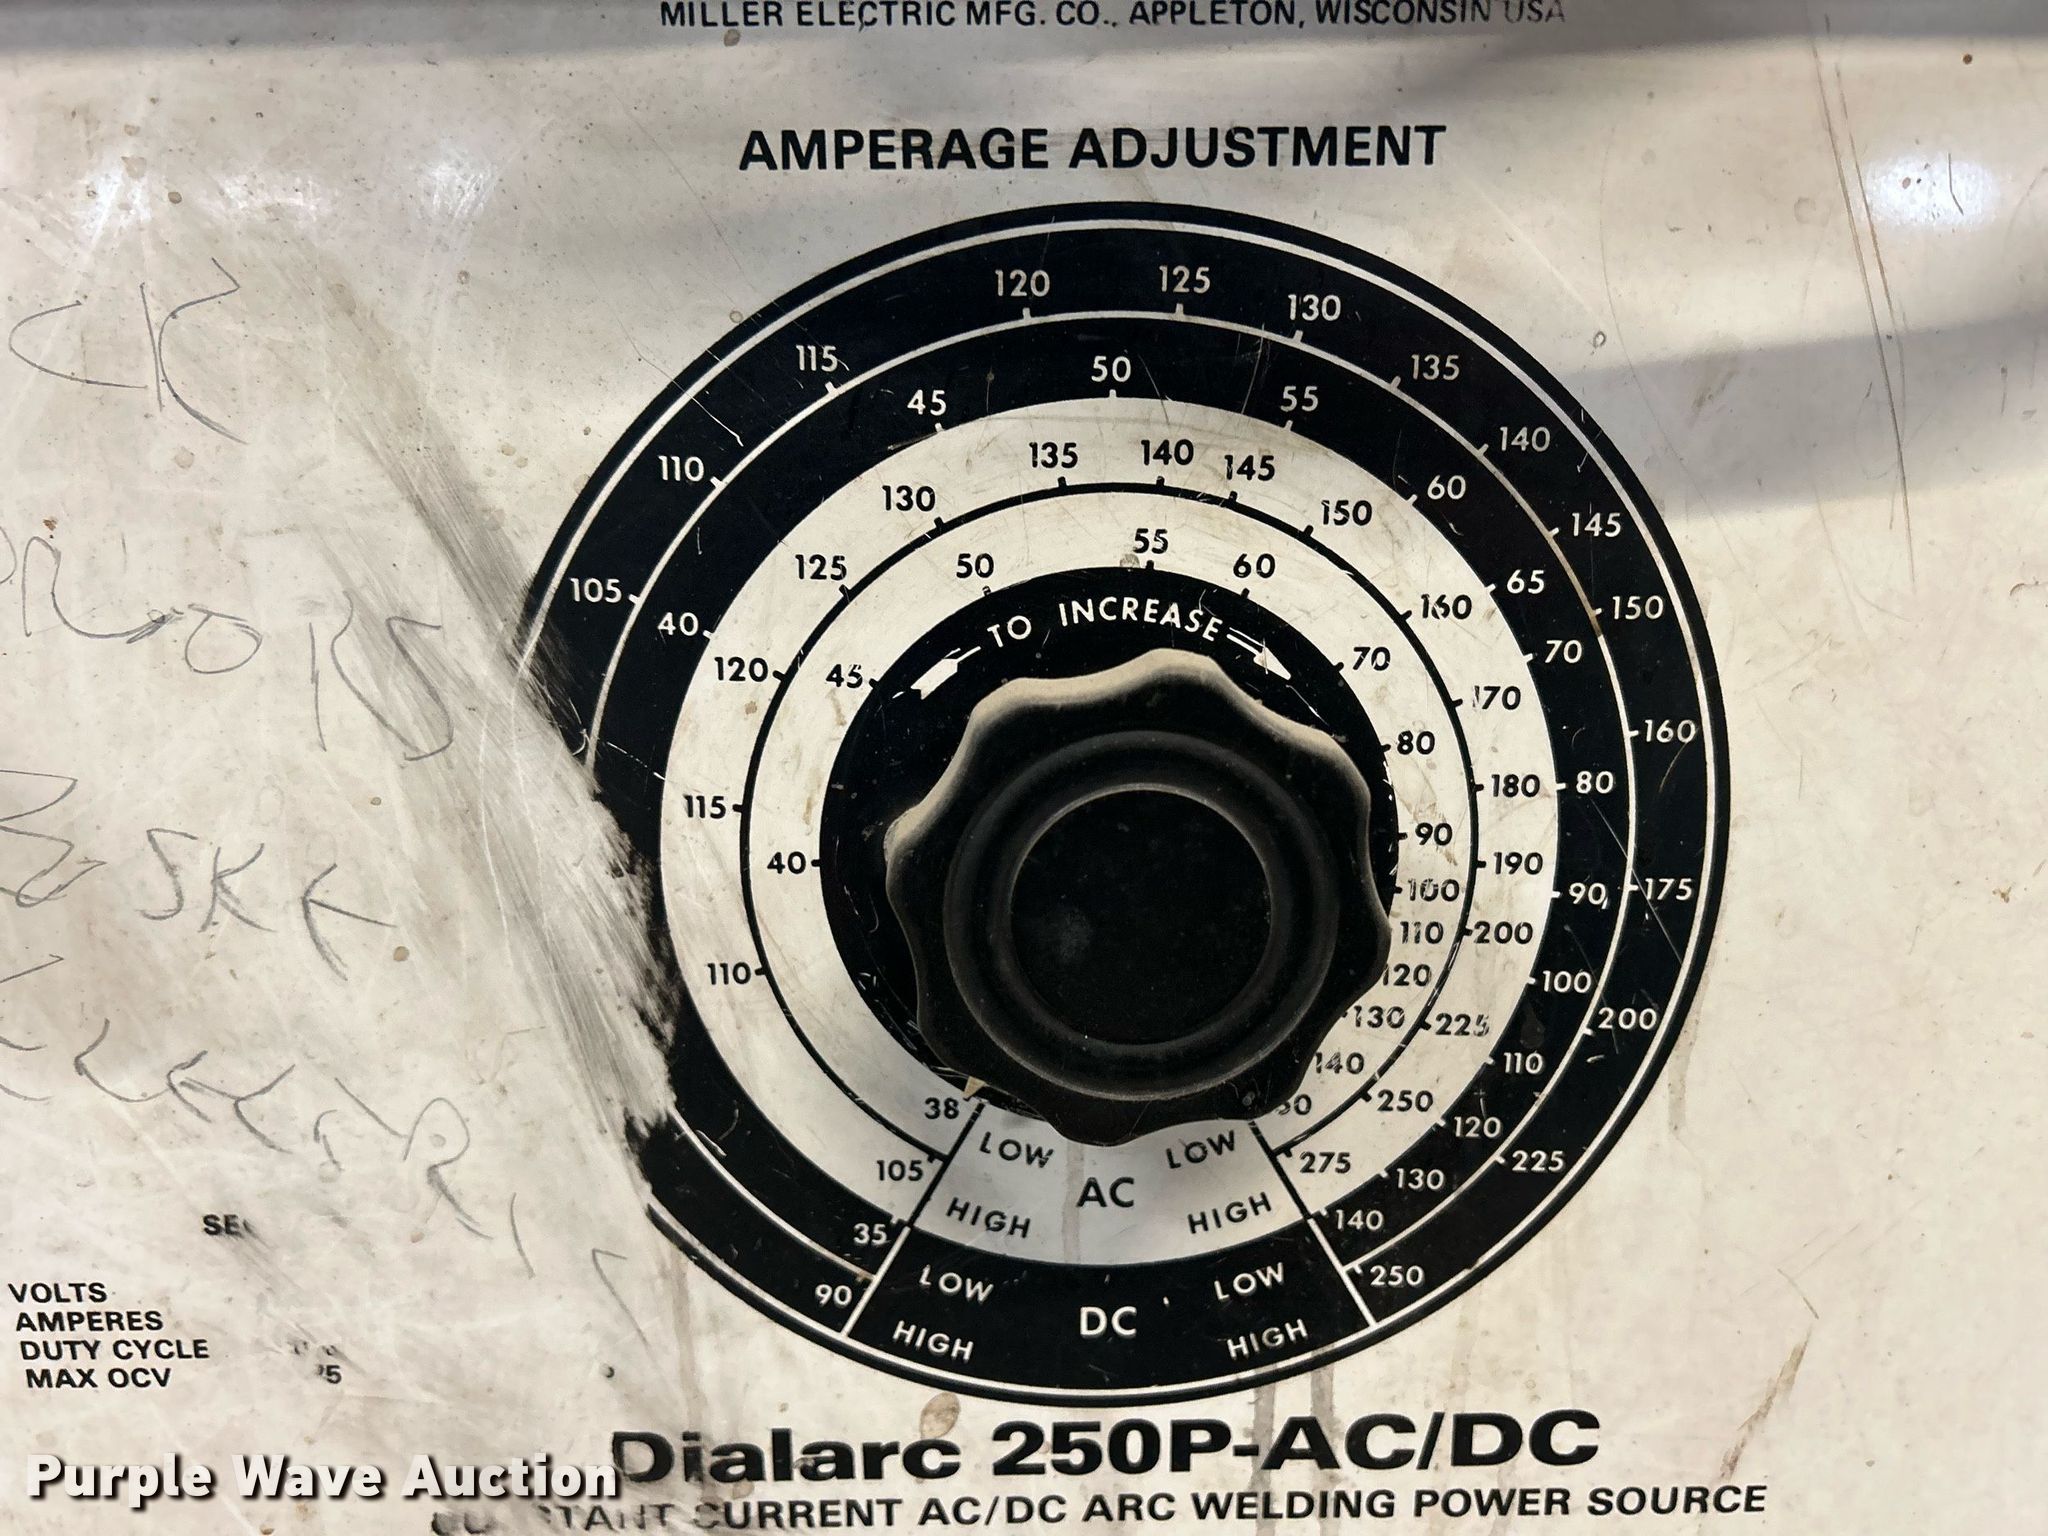 MILLER ELECTRIC MFG. CO., APPLETON, WISCONSIN USA
AMPERAGE ADJUSTMENT
90 105 110 115 120 125 130 135 140 145 150 160 175 200 225 250
35 40 45 50 55 60 65 70 80 90 100 110 120 130 140
105 110 115 120 125 130 135 140 145 150 160 170 180 190 200 225 250 275
38 40 45 50 55 60 70 80 90 100 110 120 130 140
TO INCREASE
LOW LOW
AC
HIGH HIGH
LOW LOW
DC
HIGH HIGH
CK
SKE
VOLTS
AMPERES
DUTY CYCLE
MAX OCV
Dialarc 250P-AC/DC
CURRENT AC/DC ARC WELDING POWER SOURCE
Purple Wave Auction